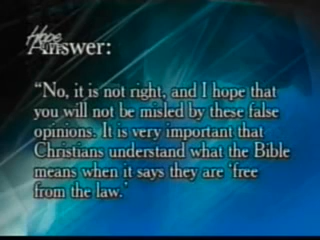 Hope
Answer:
“No, it is not right, and I hope that
you will not be misled by these false
opinions. It is very important that
Christians understand what the Bible
means when it says they are ‘free
from the law.’